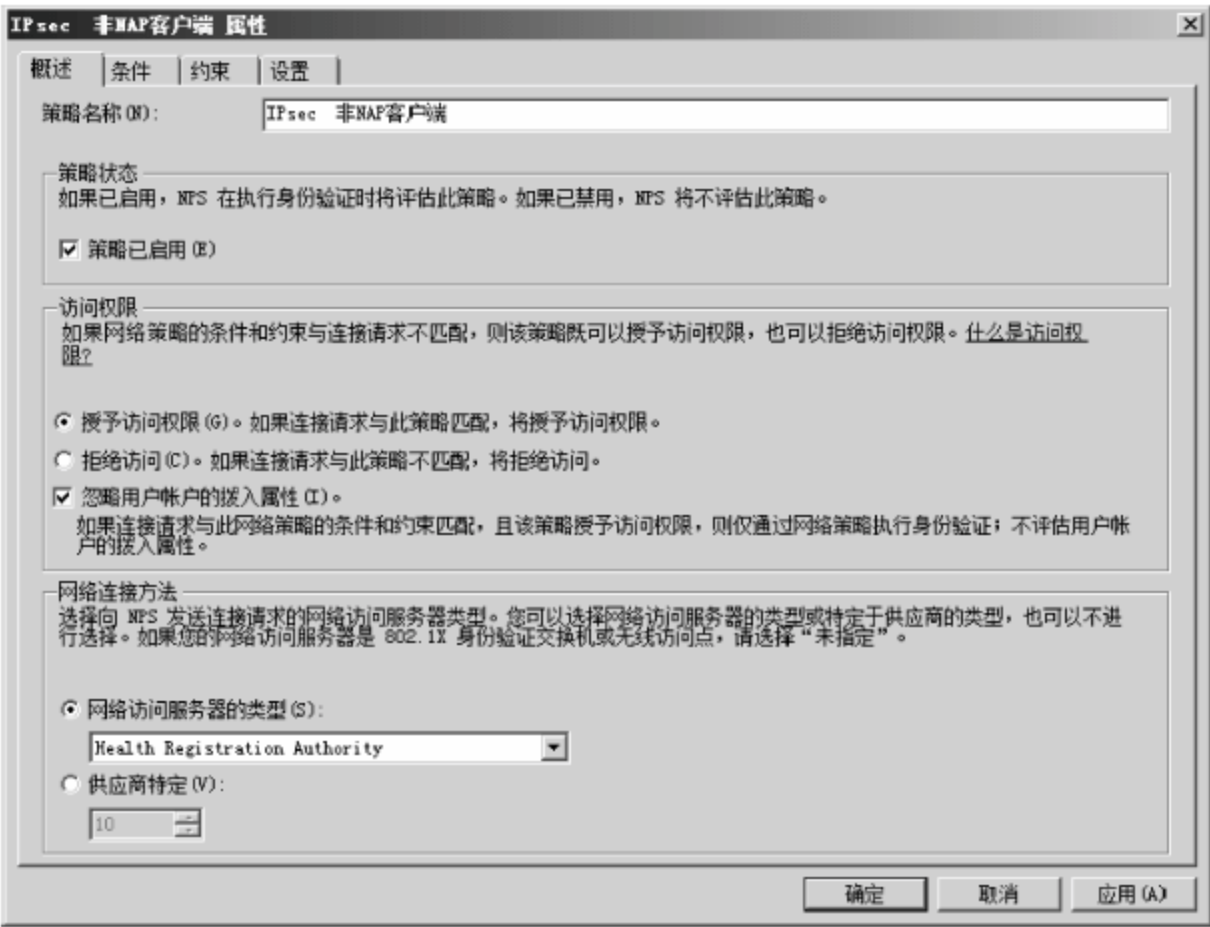 IPsec 非NAP客户端 属性
概述 条件 约束 设置
策略名称(N): IPsec 非NAP客户端
策略状态
如果已启用，NPS 在执行身份验证时将评估此策略。如果已禁用，NPS 将不评估此策略。
策略已启用(E)
访问权限
如果网络策略的条件和约束与连接请求不匹配，则该策略既可以授予访问权限，也可以拒绝访问权限。什么是访问权
限?
授予访问权限(G)。如果连接请求与此策略匹配，将授予访问权限。
拒绝访问(C)。如果连接请求与此策略不匹配，将拒绝访问。
忽略用户帐户的拨入属性(I)。
如果连接请求与此网络策略的条件和约束匹配，且该策略授予访问权限，则仅通过网络策略执行身份验证；不评估用户帐
户的拨入属性。
网络连接方法
选择向 NPS 发送连接请求的网络访问服务器类型。您可以选择网络访问服务器的类型或特定于供应商的类型，也可以不进
行选择。如果您的网络访问服务器是 802.1X 身份验证交换机或无线访问点，请选择“未指定”。
网络访问服务器的类型(S):
Health Registration Authority
供应商特定(V):
10
确定 取消 应用(A)